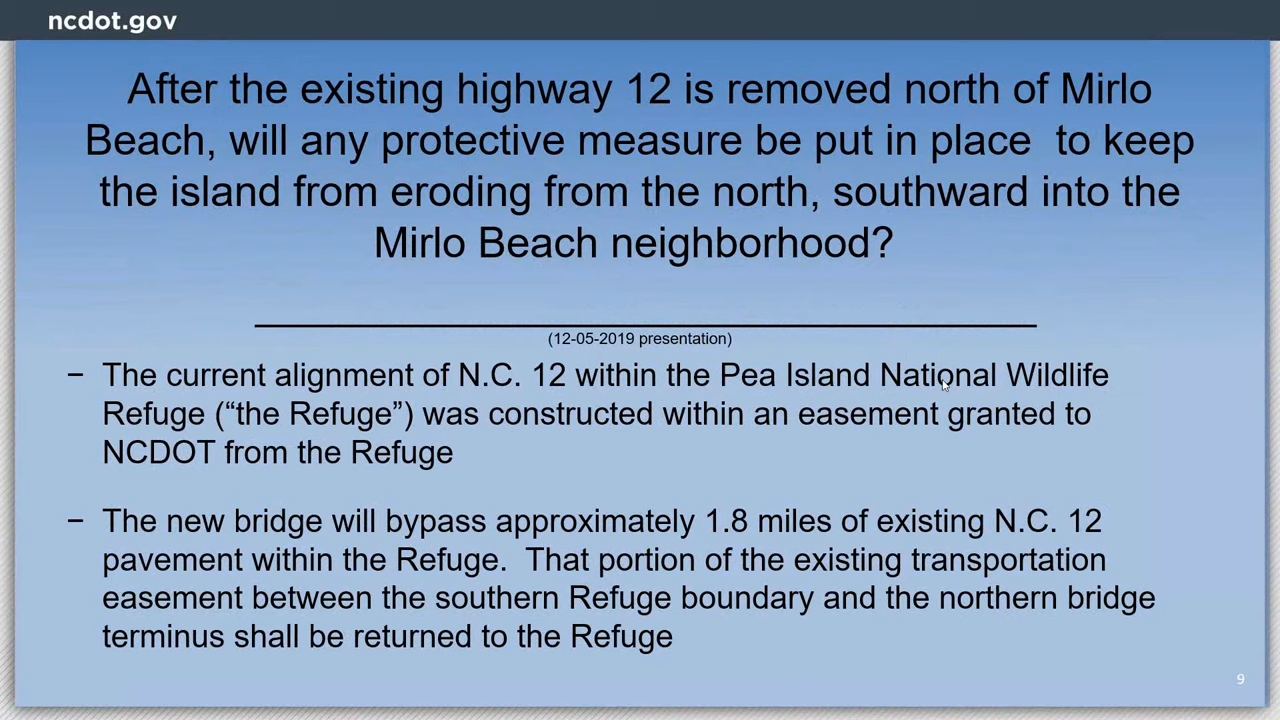 ncdot.gov
After the existing highway 12 is removed north of Mirlo
Beach, will any protective measure be put in place  to keep
the island from eroding from the north, southward into the
Mirlo Beach neighborhood?
(12-05-2019 presentation)
− The current alignment of N.C. 12 within the Pea Island National Wildlife
Refuge (“the Refuge”) was constructed within an easement granted to
NCDOT from the Refuge
− The new bridge will bypass approximately 1.8 miles of existing N.C. 12
pavement within the Refuge.  That portion of the existing transportation
easement between the southern Refuge boundary and the northern bridge
terminus shall be returned to the Refuge
9